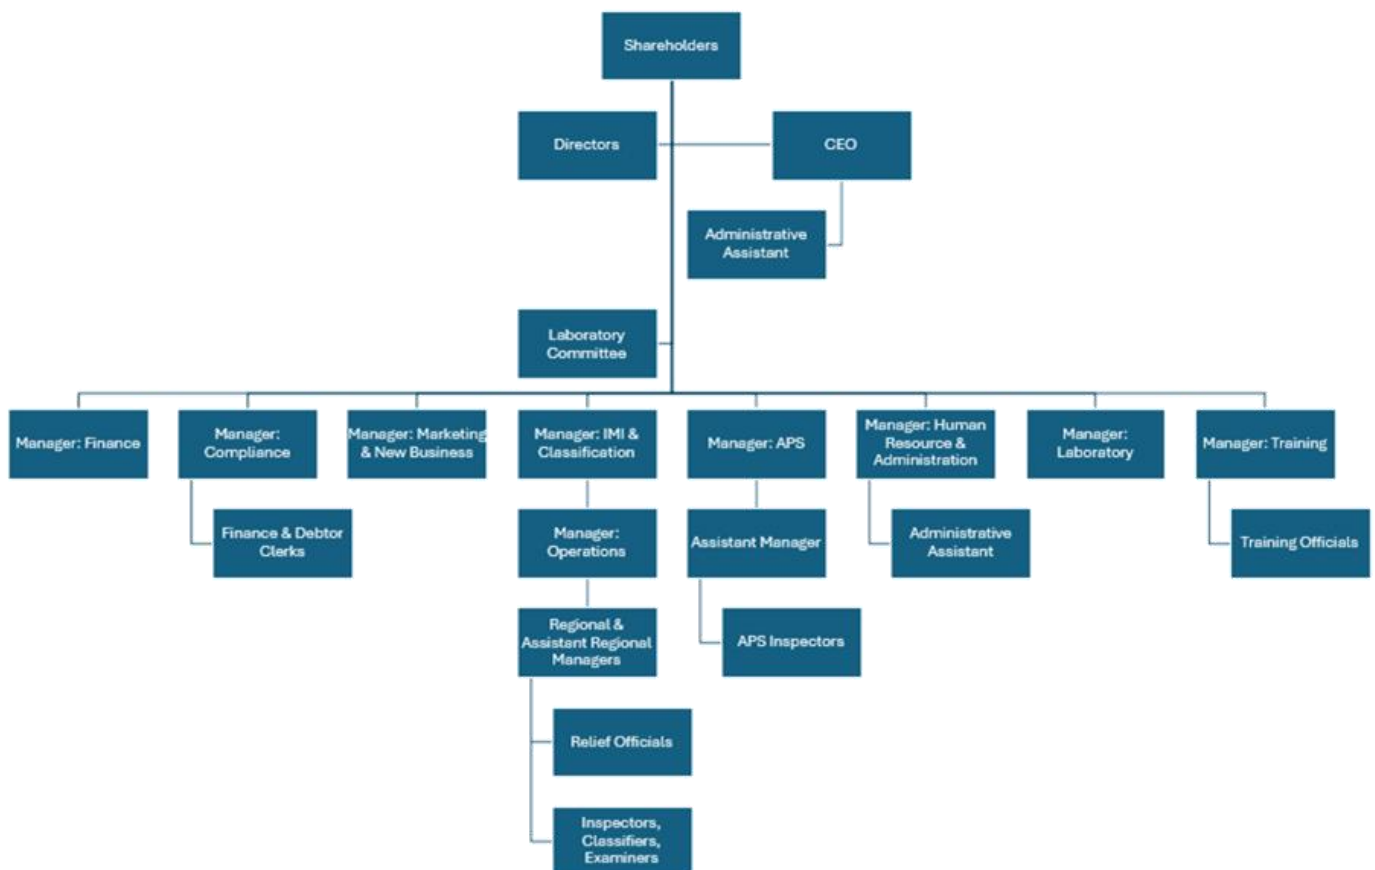 Shareholders
Directors
CEO
Administrative
Assistant
Laboratory
Committee
Manager: Finance
Manager:
Compliance
Manager: Marketing
& New Business
Manager: IMI &
Classification
Manager: APS
Manager: Human
Resource &
Administration
Manager:
Laboratory
Manager: Training
Finance & Debtor
Clerks
Manager:
Operations
Assistant Manager
Administrative
Assistant
Training Officials
Regional &
Assistant Regional
Managers
APS Inspectors
Relief Officials
Inspectors,
Classifiers,
Examiners